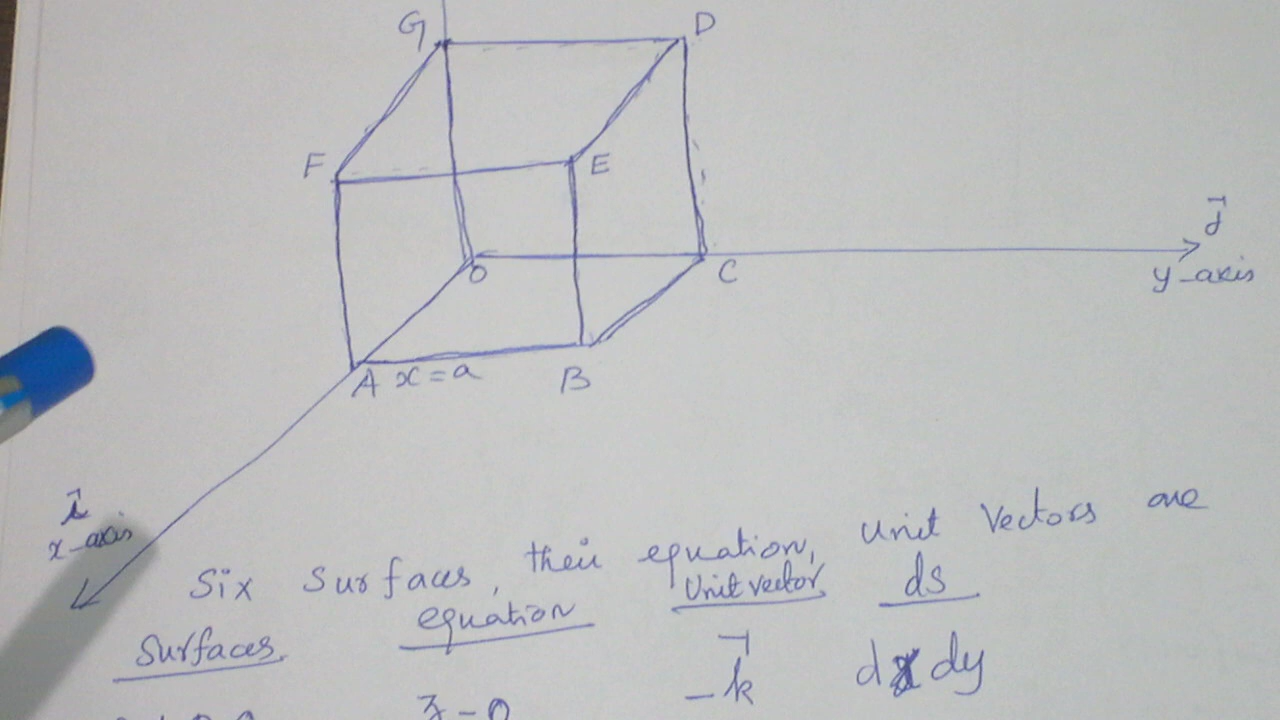 G D
F E
j⃗
O C y-axis
A x=a B
i⃗
x-axis
Six Surfaces, their equation, Unit Vectors are
Surfaces equation Unit vector ds
z=0 -k⃗ dx dy